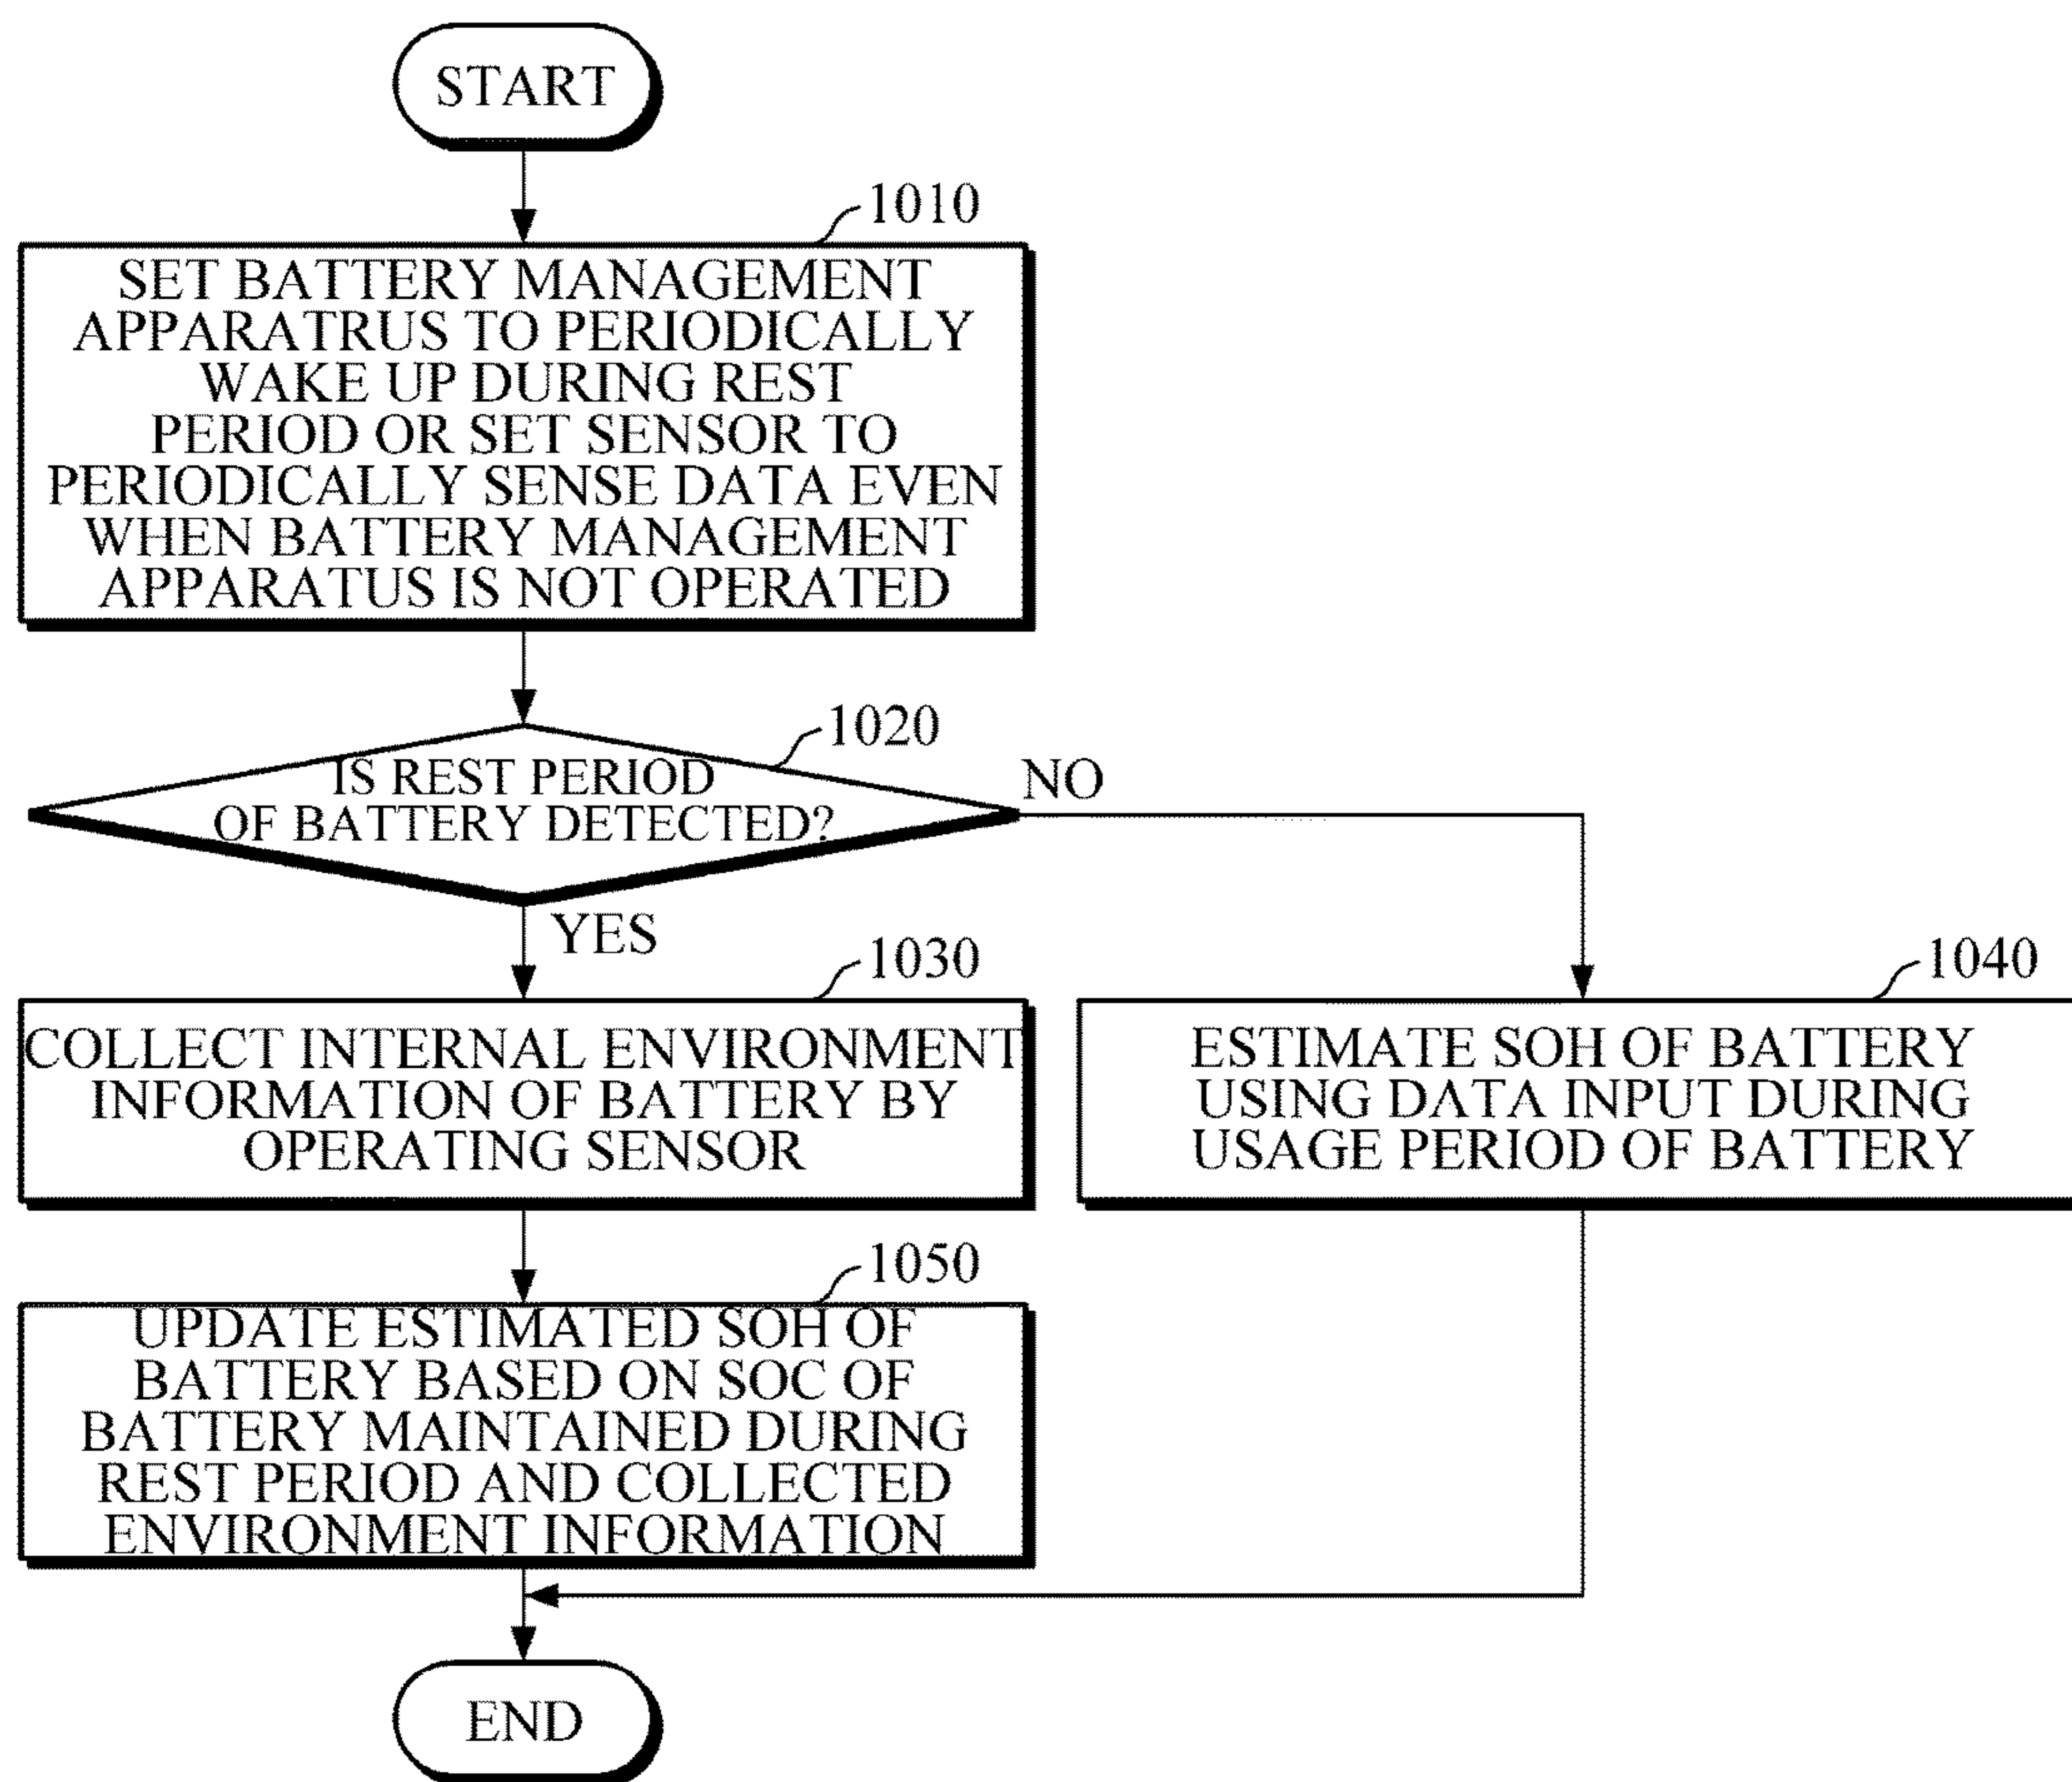 START
1010
SET BATTERY MANAGEMENT
APPARATRUS TO PERIODICALLY
WAKE UP DURING REST
PERIOD OR SET SENSOR TO
PERIODICALLY SENSE DATA EVEN
WHEN BATTERY MANAGEMENT
APPARATUS IS NOT OPERATED
1020
IS REST PERIOD
OF BATTERY DETECTED?
NO
YES
1030
COLLECT INTERNAL ENVIRONMENT
INFORMATION OF BATTERY BY
OPERATING SENSOR
1040
ESTIMATE SOH OF BATTERY
USING DATA INPUT DURING
USAGE PERIOD OF BATTERY
1050
UPDATE ESTIMATED SOH OF
BATTERY BASED ON SOC OF
BATTERY MAINTAINED DURING
REST PERIOD AND COLLECTED
ENVIRONMENT INFORMATION
END